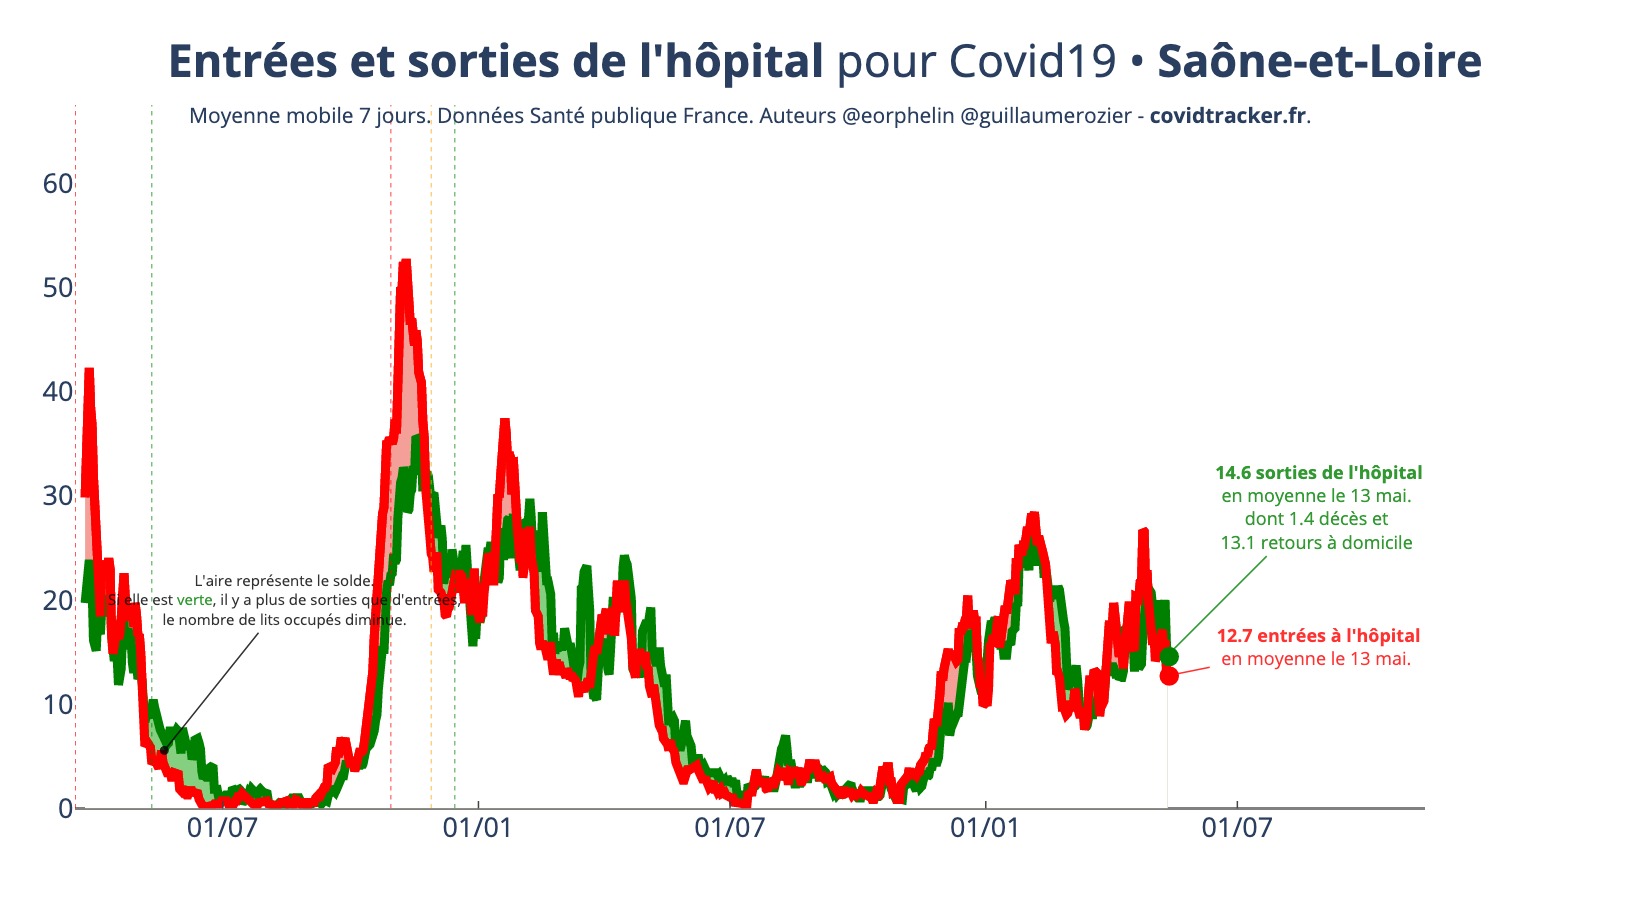 Entrées et sorties de l'hôpital pour Covid19 • Saône-et-Loire
Moyenne mobile 7 jours. Données Santé publique France. Auteurs @eorphelin @guillaumerozier - covidtracker.fr.
60
50
40
30
20
10
0
L'aire représente le solde.
Si elle est verte, il y a plus de sorties que d'entrées,
le nombre de lits occupés diminue.
14.6 sorties de l'hôpital
en moyenne le 13 mai.
dont 1.4 décès et
13.1 retours à domicile
12.7 entrées à l'hôpital
en moyenne le 13 mai.
01/07 01/01 01/07 01/01 01/07